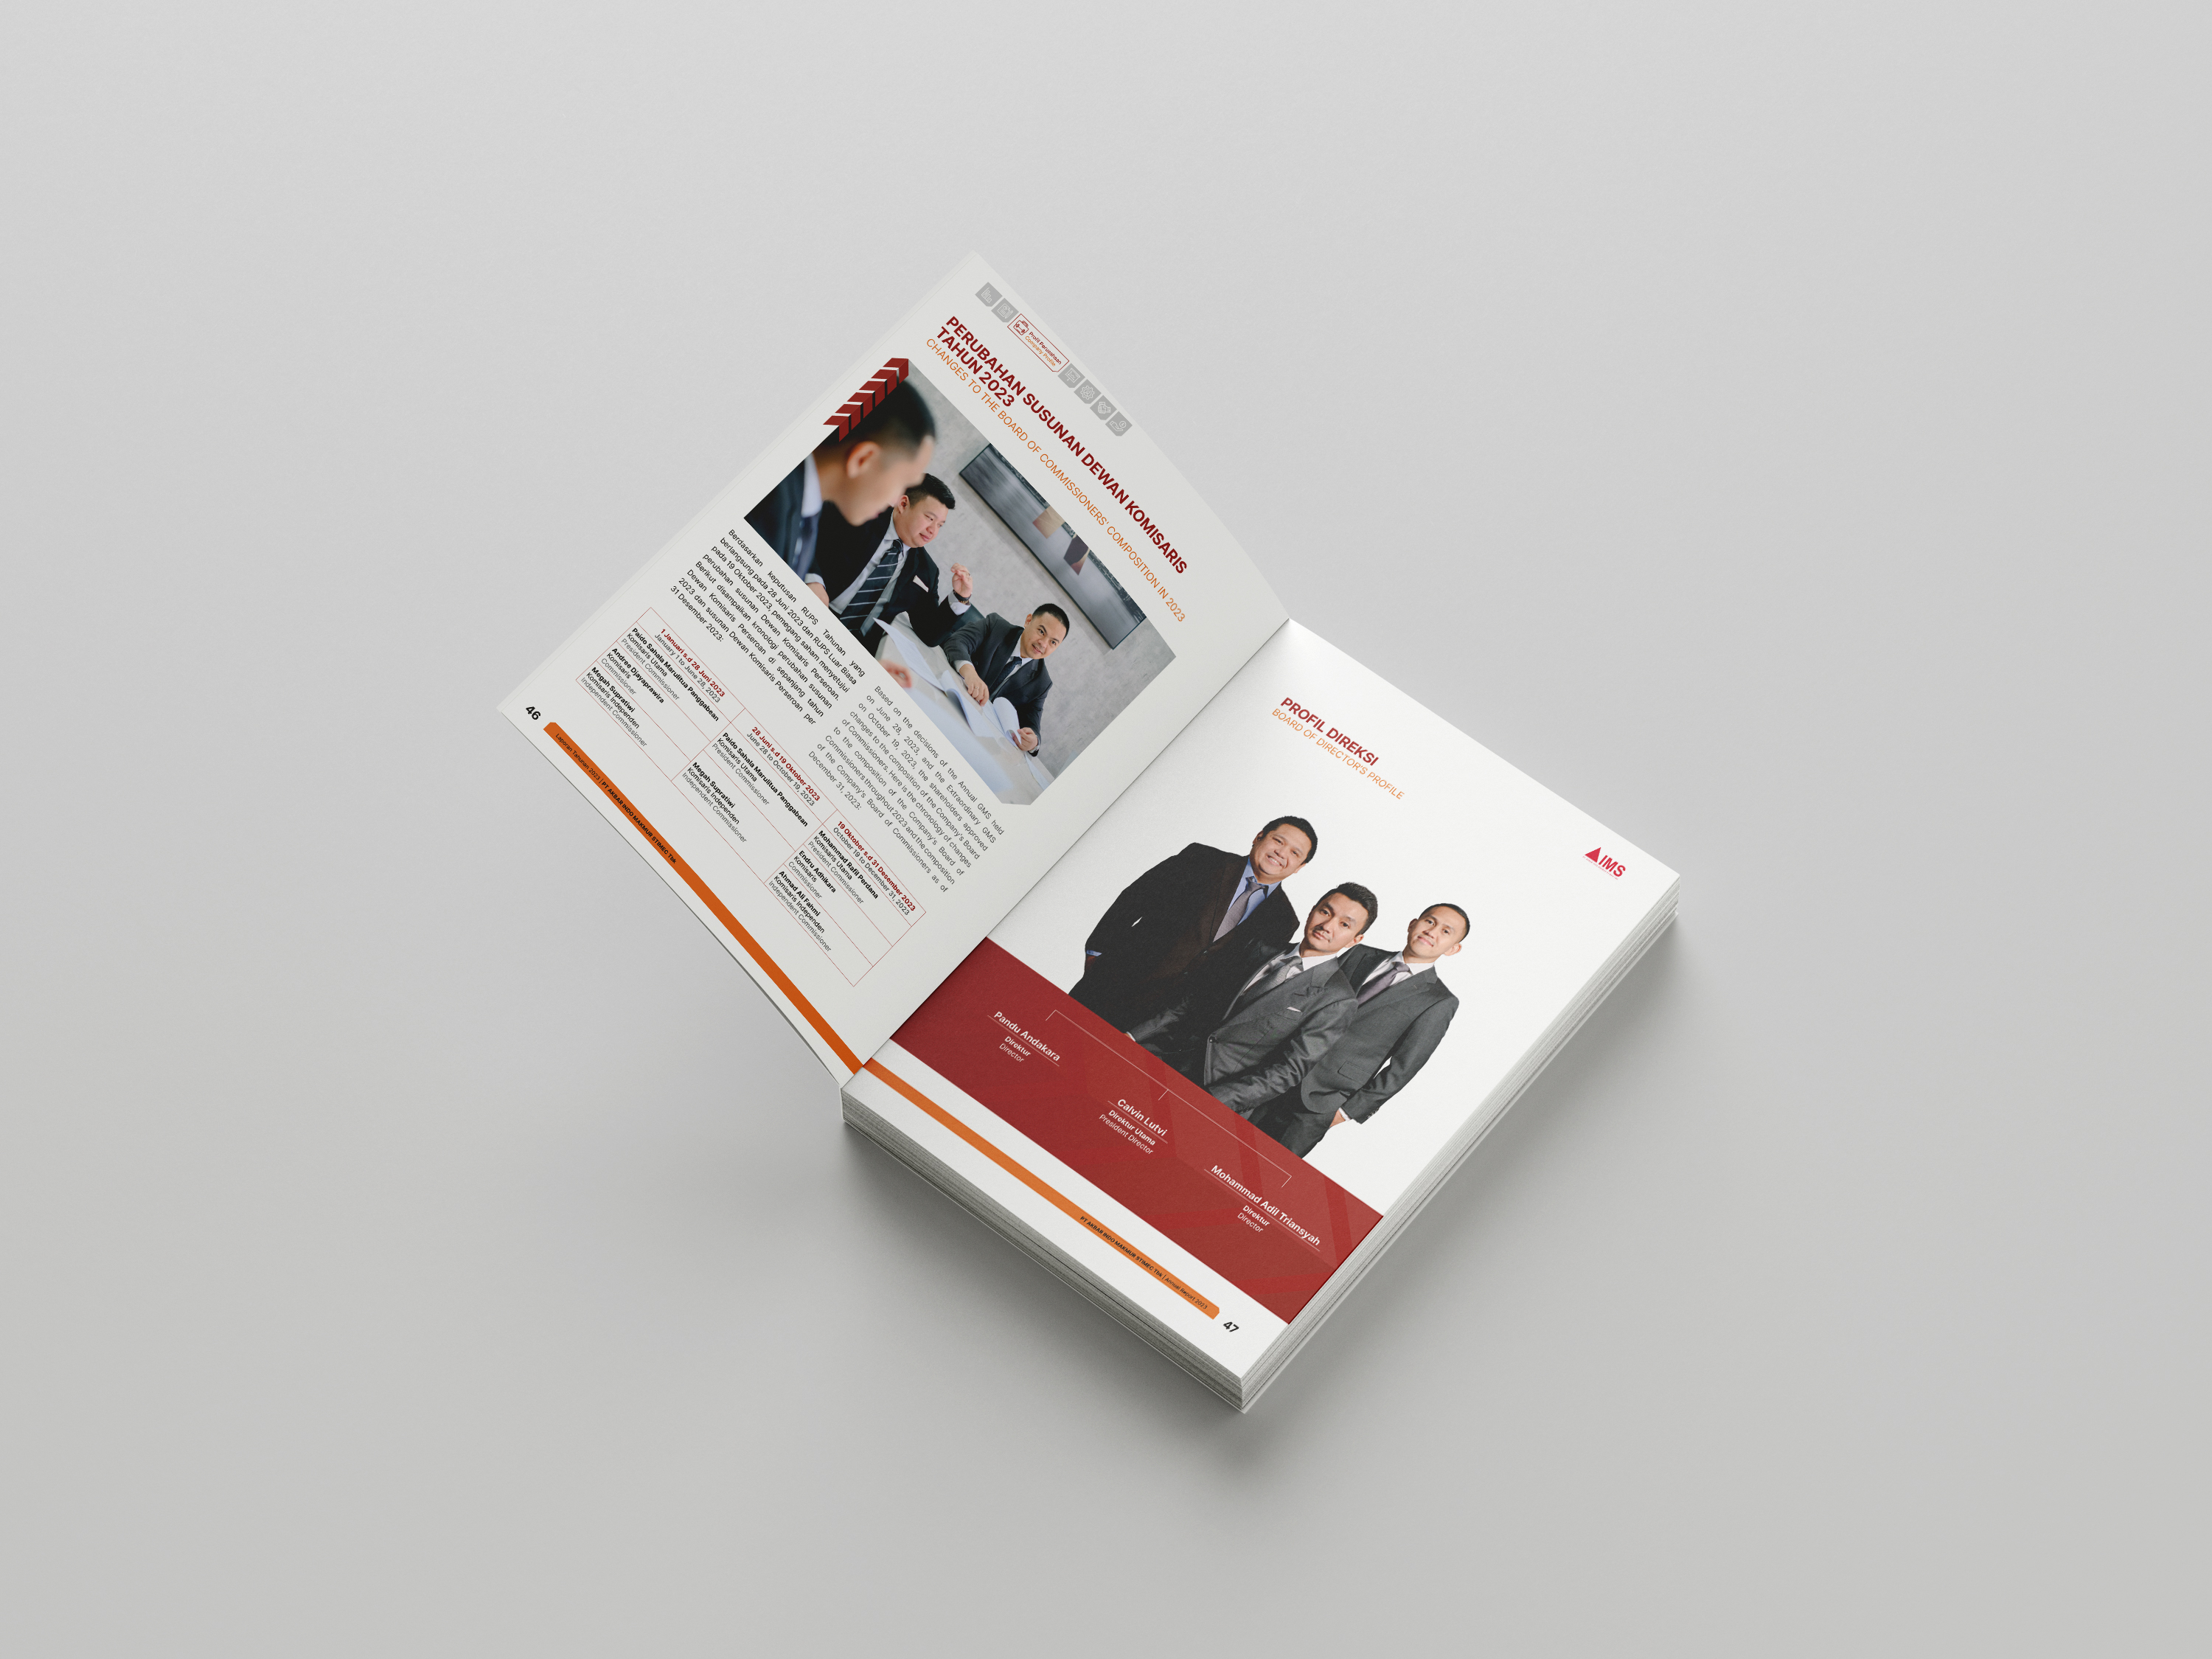 Profil Perusahaan
Company Profile
PERUBAHAN SUSUNAN DEWAN KOMISARIS
TAHUN 2023
CHANGES TO THE BOARD OF COMMISSIONERS' COMPOSITION IN 2023
Berdasarkan keputusan RUPS Tahunan yang
berlangsung pada 28 Juni 2023 dan RUPS Luar Biasa
pada 19 Oktober 2023, pemegang saham menyetujui
perubahan susunan Dewan Komisaris Perseroan.
Berikut disampaikan kronologi perubahan susunan
Dewan Komisaris Perseroan di sepanjang tahun
2023 dan susunan Dewan Komisaris Perseroan per
31 Desember 2023:
Based on the decisions of the Annual GMS held
on June 28, 2023, and the Extraordinary GMS
on October 19, 2023, the shareholders approved
changes to the composition of the Company's Board
of Commissioners. Here is the chronology of changes
to the composition of the Company's Board of
Commissioners throughout 2023 and the composition
of the Company's Board of Commissioners as of
December 31, 2023:
1 Januari s.d 28 Juni 2023
January 1 to June 28, 2023
Paido Sahala Marulitua Panggabean
Komisaris Utama
President Commissioner
Andree Djayaprawira
Komisaris
Commissioner
Megah Supratiwi
Komisaris Independen
Independent Commissioner
28 Juni s.d 19 Oktober 2023
June 28 to October 19, 2023
Paido Sahala Marulitua Panggabean
Komisaris Utama
President Commissioner
Megah Supratiwi
Komisaris Independen
Independent Commissioner
19 Oktober s.d 31 Desember 2023
October 19 to December 31, 2023
Mohammad Rafii Perdana
Komisaris Utama
President Commissioner
Endru Adhikara
Komisaris
Commissioner
Ahmad Ali Fahmi
Komisaris Independen
Independent Commissioner
46
Laporan Tahunan 2023 | PT AKBAR INDO MAKMUR STIMEC Tbk
PROFIL DIREKSI
BOARD OF DIRECTOR'S PROFILE
AIMS
Pandu Andakara
Direktur
Director
Calvin Lutvi
Direktur Utama
President Director
Mohammad Adil Triansyah
Direktur
Director
PT AKBAR INDO MAKMUR STIMEC Tbk | Annual Report 2023
47